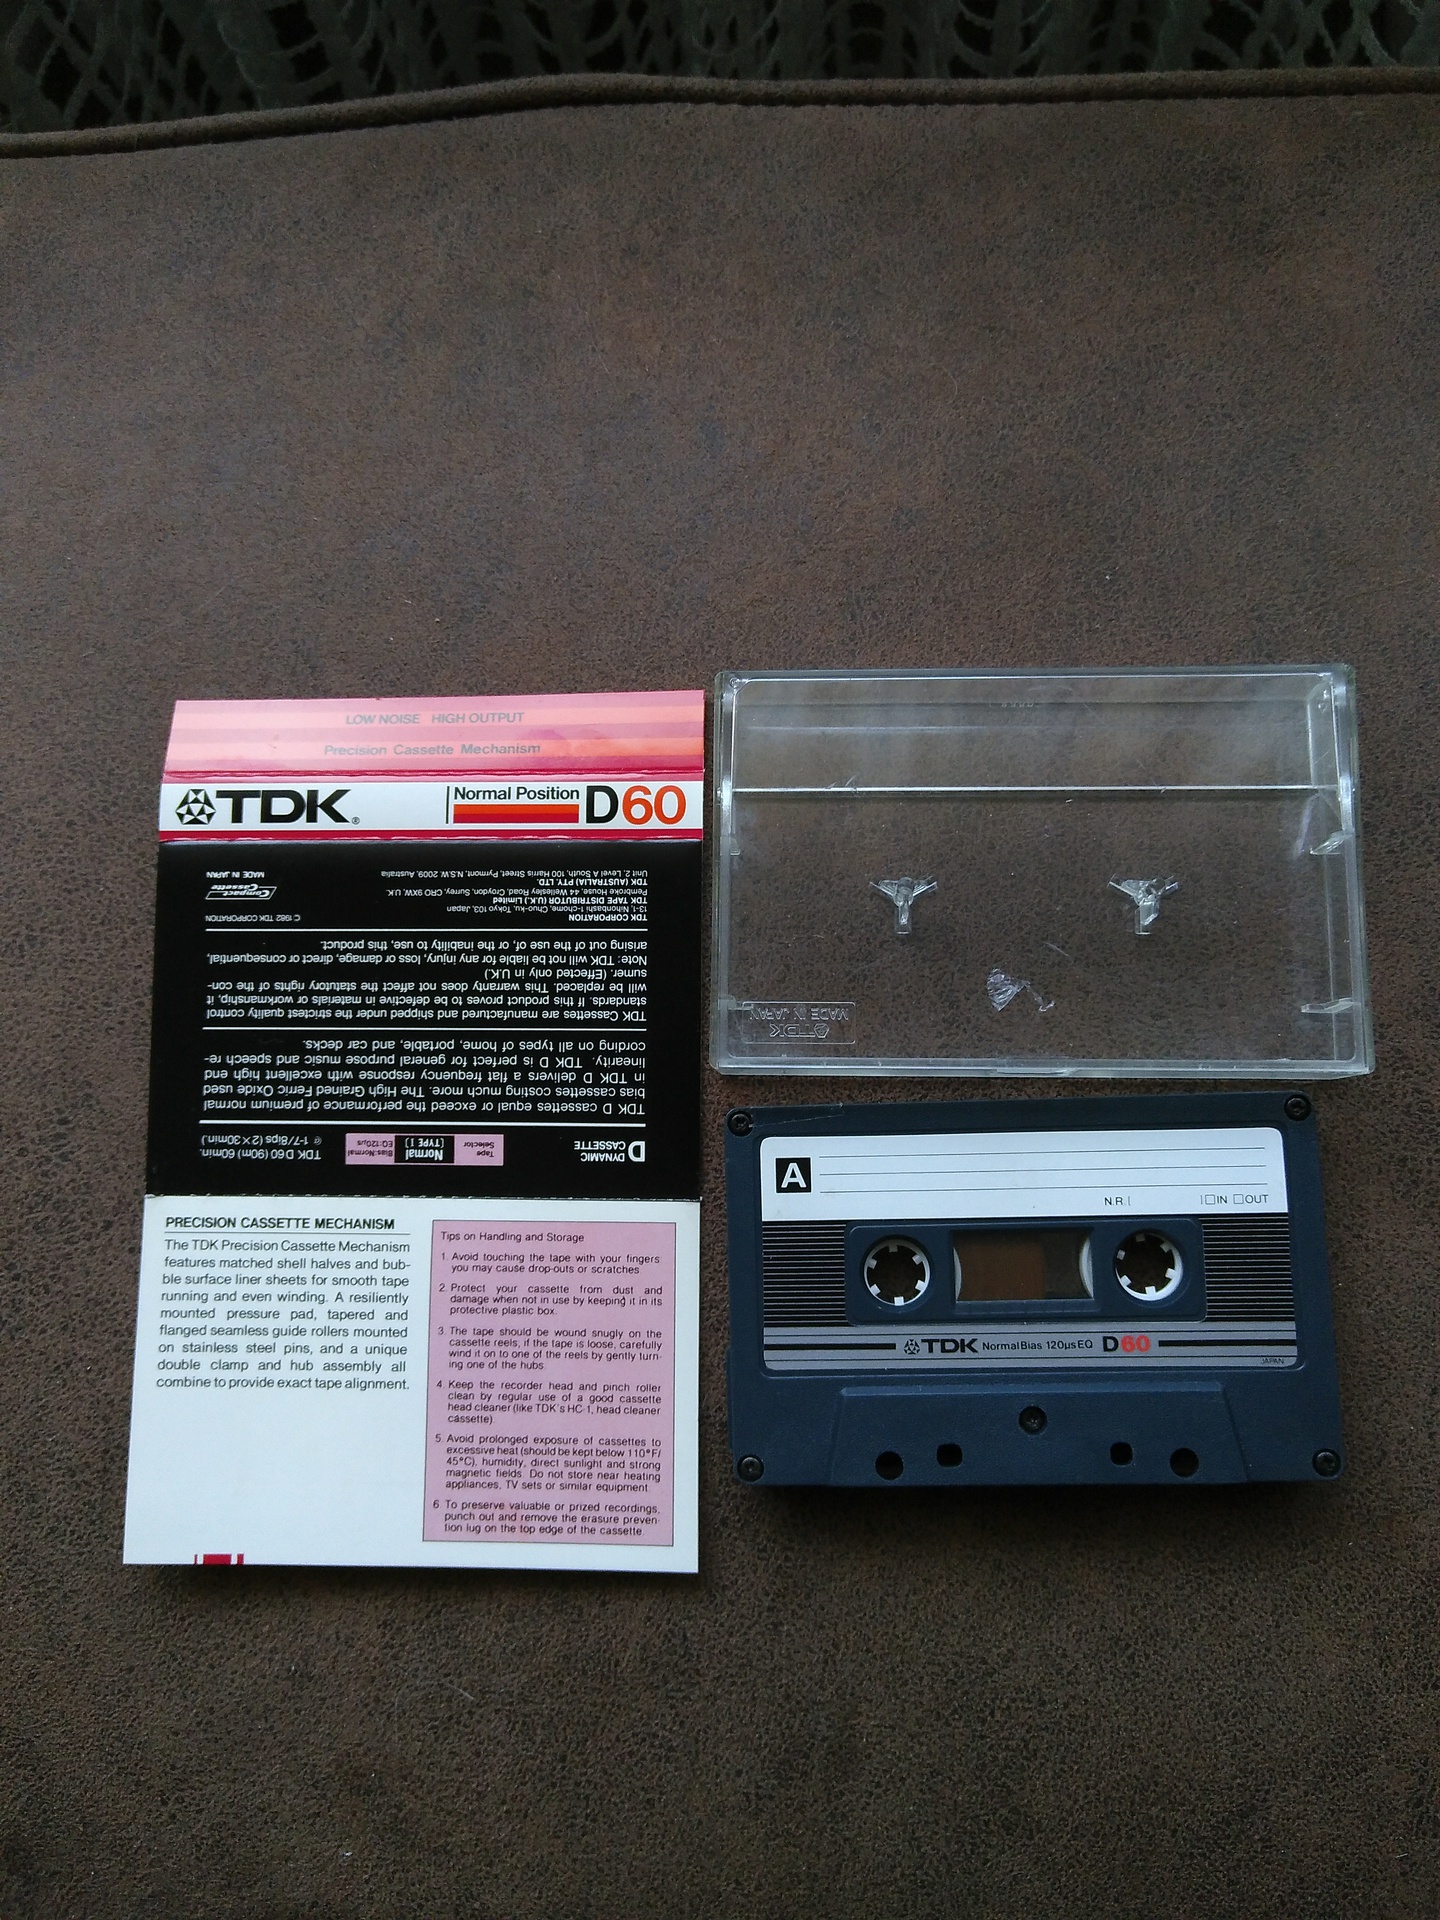 LOW NOISE HIGH OUTPUT
Precision Cassette Mechanism
TDK®
Normal Position
D60
D DYNAMIC
CASSETTE
Tape
Selector
Normal
[TYPE I]
Bias:Normal
EQ:120μs
TDK D 60 (90m) 60min.
@ 1-7/8ips (2×30min.)
TDK D cassettes equal or exceed the performance of premium normal
bias cassettes costing much more. The High Grained Ferric Oxide used
in TDK D delivers a flat frequency response with excellent high end
linearity. TDK D is perfect for general purpose music and speech re-
cording on all types of home, portable, and car decks.
TDK Cassettes are manufactured and shipped under the strictest quality control
standards. If this product proves to be defective in materials or workmanship, it
will be replaced. This warranty does not affect the statutory rights of the con-
sumer. (Effected only in U.K.)
Note: TDK will not be liable for any injury, loss or damage, direct or consequential,
arising out of the use of, or the inability to use, this product.
TDK CORPORATION
13-1, Nihonbashi 1-chome, Chuo-ku, Tokyo 103, Japan
TDK TAPE DISTRIBUTOR (U.K.) Limited
Pembroke House, 44 Wellesley Road, Croydon, Surrey, CRO 9XW, U.K.
TDK (AUSTRALIA) PTY. LTD.
Unit 2, Level A South, 100 Harris Street, Pyrmont, N.S.W. 2009, Australia
© 1982 TDK CORPORATION
Compact
Cassette
MADE IN JAPAN
PRECISION CASSETTE MECHANISM
The TDK Precision Cassette Mechanism
features matched shell halves and bub-
ble surface liner sheets for smooth tape
running and even winding. A resiliently
mounted pressure pad, tapered and
flanged seamless guide rollers mounted
on stainless steel pins, and a unique
double clamp and hub assembly all
combine to provide exact tape alignment.
Tips on Handling and Storage
1. Avoid touching the tape with your fingers
you may cause drop-outs or scratches.
2. Protect your cassette from dust and
damage when not in use by keeping it in its
protective plastic box.
3. The tape should be wound snugly on the
cassette reels, if the tape is loose, carefully
wind it on to one of the reels by gently turn-
ing one of the hubs.
4. Keep the recorder head and pinch roller
clean by regular use of a good cassette
head cleaner (like TDK's HC-1, head cleaner
cassette).
5. Avoid prolonged exposure of cassettes to
excessive heat (should be kept below 110°F/
45°C), humidity, direct sunlight and strong
magnetic fields. Do not store near heating
appliances, TV sets or similar equipment.
6. To preserve valuable or prized recordings,
punch out and remove the erasure preven-
tion lug on the top edge of the cassette.
TDK
MADE IN JAPAN
A
N.R.[ ]□IN □OUT
TDK Normal Bias 120μs EQ D60
JAPAN